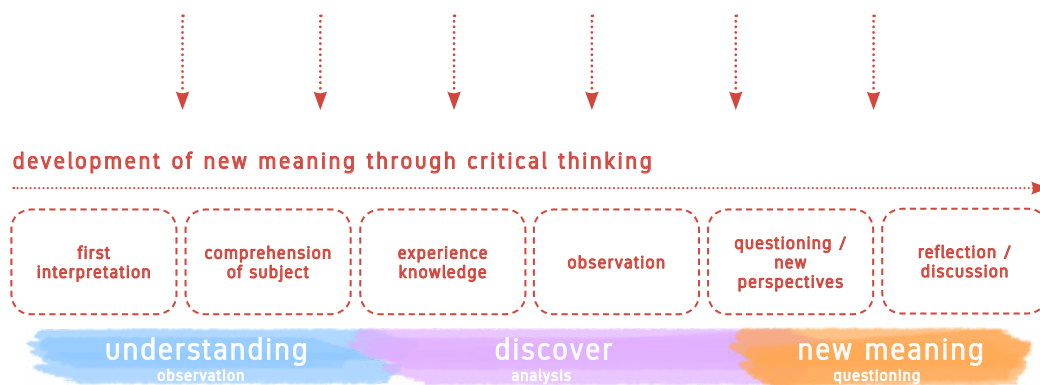 development of new meaning through critical thinking
first
interpretation
comprehension
of subject
experience
knowledge
observation
questioning /
new
perspectives
reflection /
discussion
understanding
observation
discover
analysis
new meaning
questioning